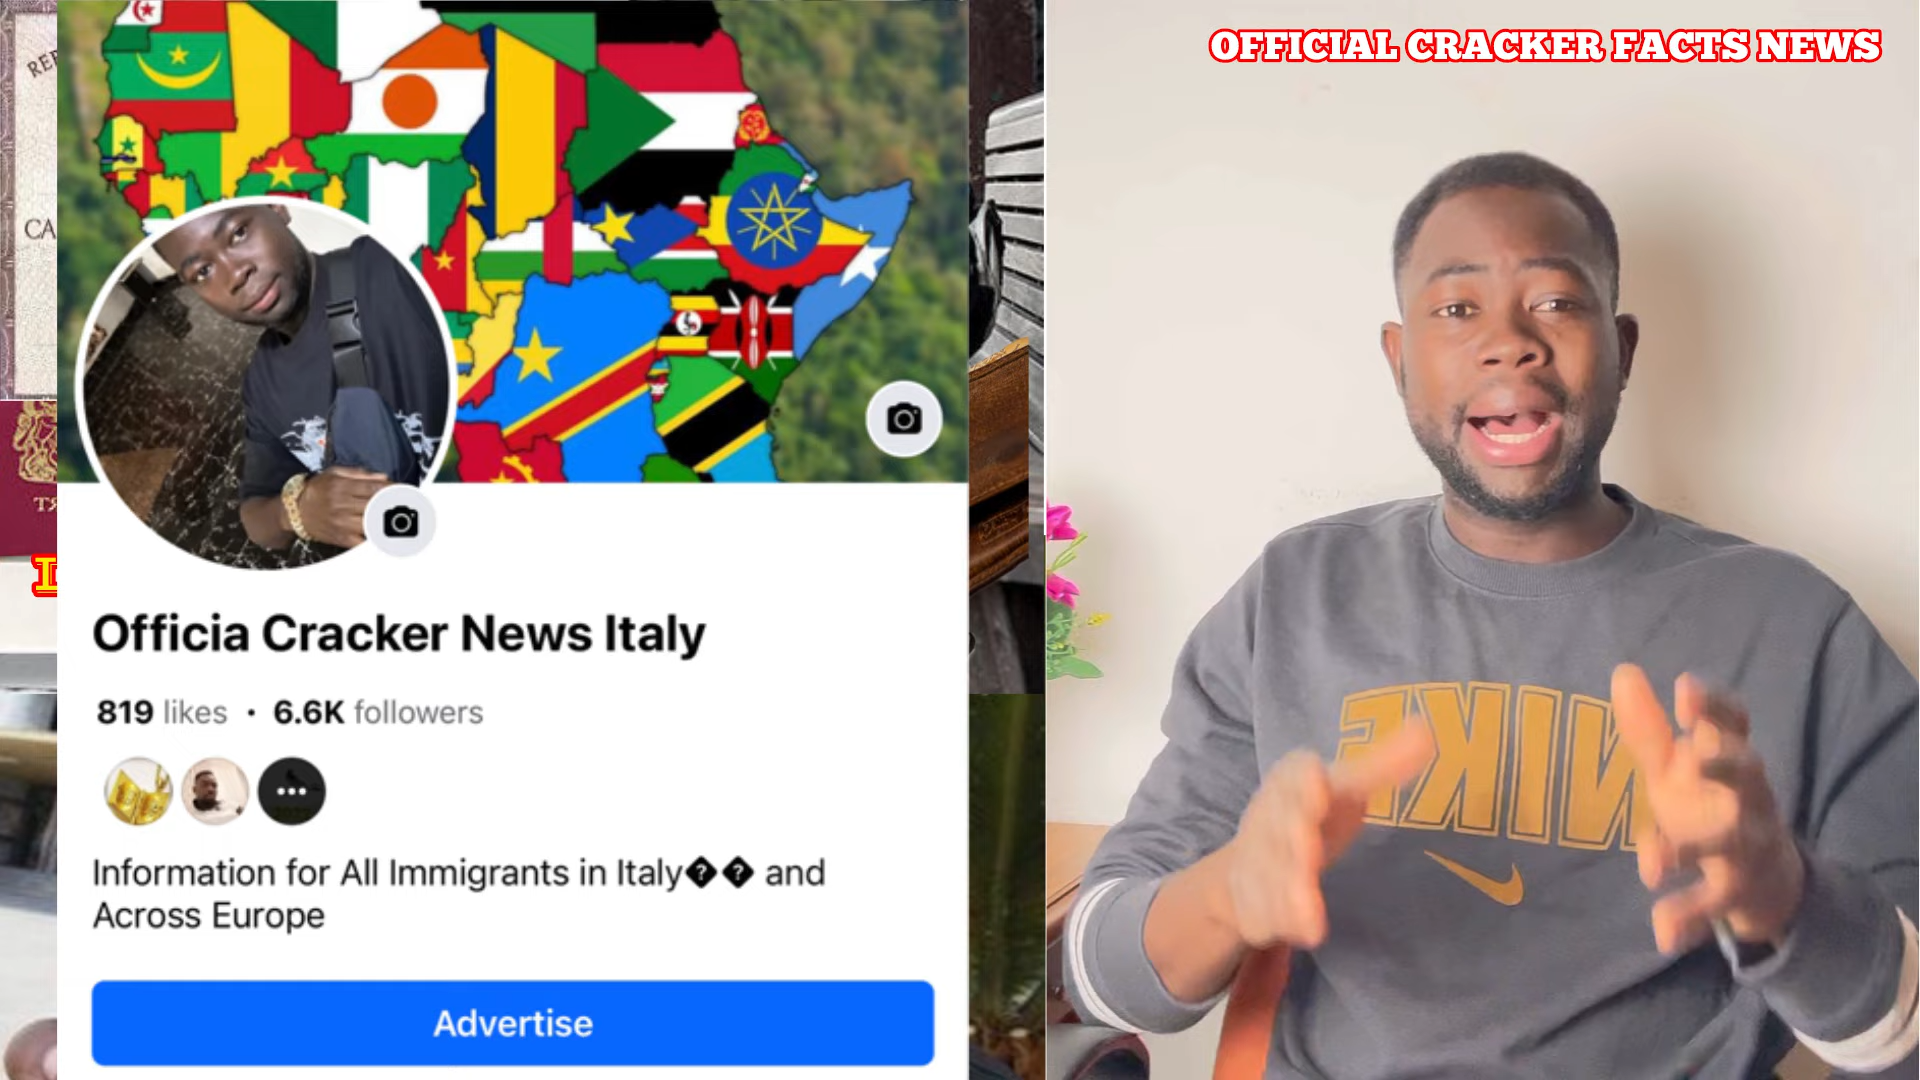 OFFICIAL CRACKER FACTS NEWS
CA
Officia Cracker News Italy
819 likes · 6.6K followers
Information for All Immigrants in Italy�� and
Across Europe
Advertise
NIKE